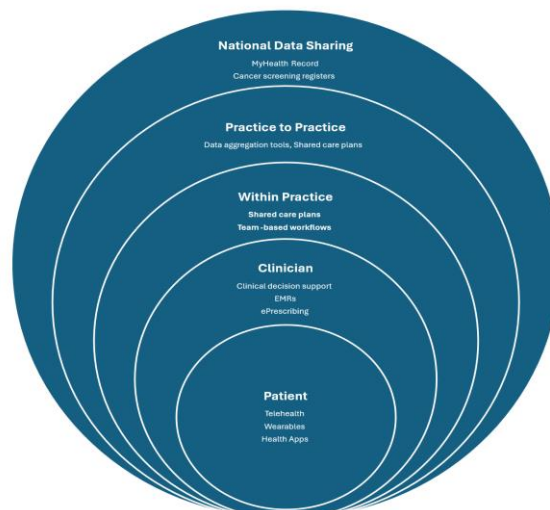 National Data Sharing
MyHealth Record
Cancer screening registers
Practice to Practice
Data aggregation tools, Shared care plans
Within Practice
Shared care plans
Team -based workflows
Clinician
Clinical decision support
EMRs
ePrescribing
Patient
Telehealth
Wearables
Health Apps